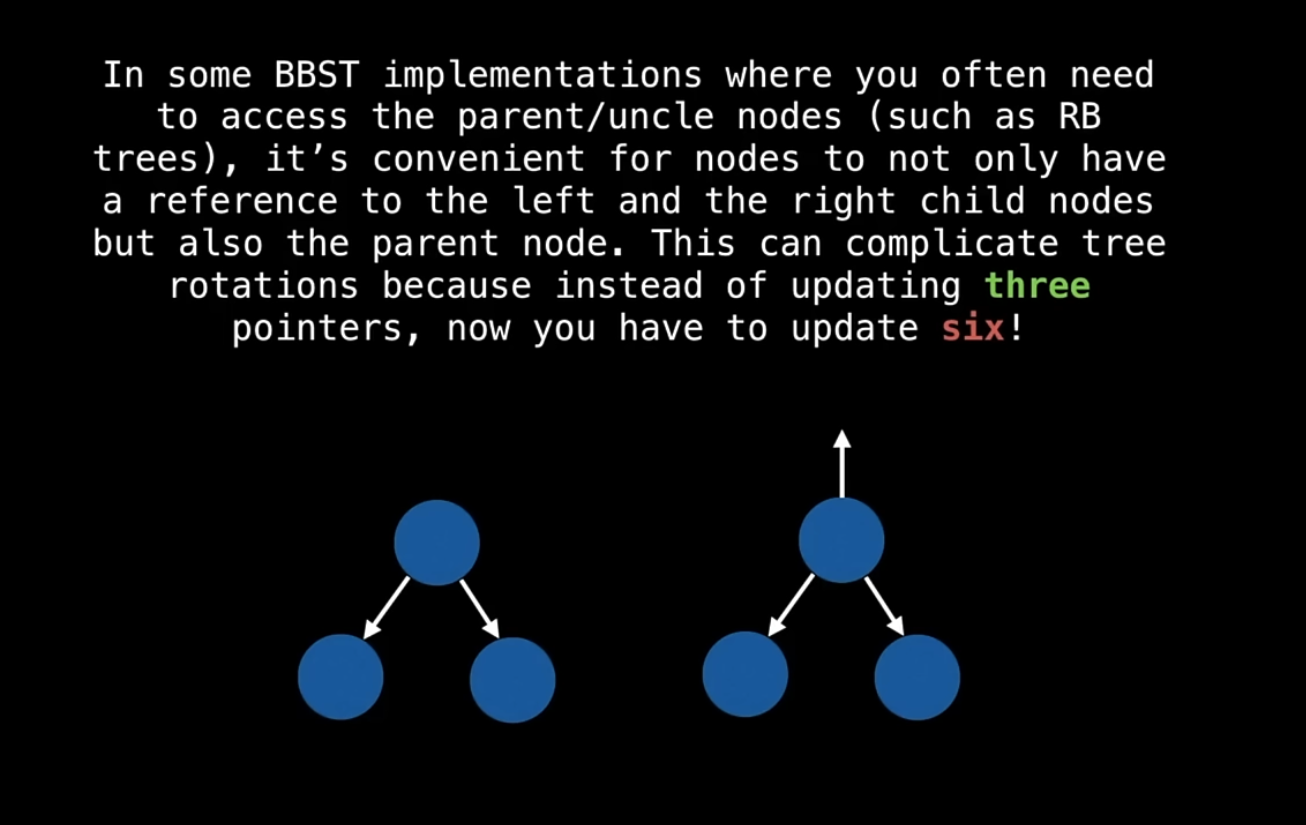 In some BBST implementations where you often need
to access the parent/uncle nodes (such as RB
trees), it’s convenient for nodes to not only have
a reference to the left and the right child nodes
but also the parent node. This can complicate tree
rotations because instead of updating three
pointers, now you have to update six!